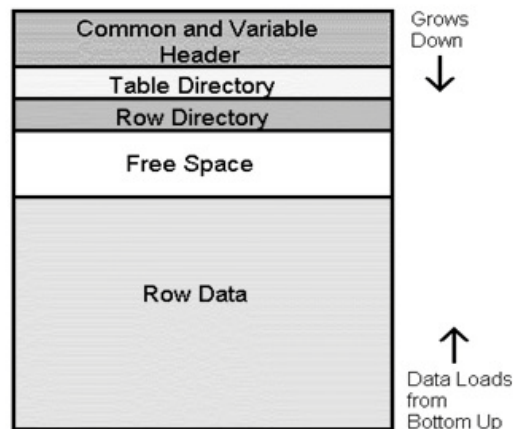 Common and Variable
Header
Table Directory
Row Directory
Free Space
Row Data
Grows
Down
Data Loads
from
Bottom Up